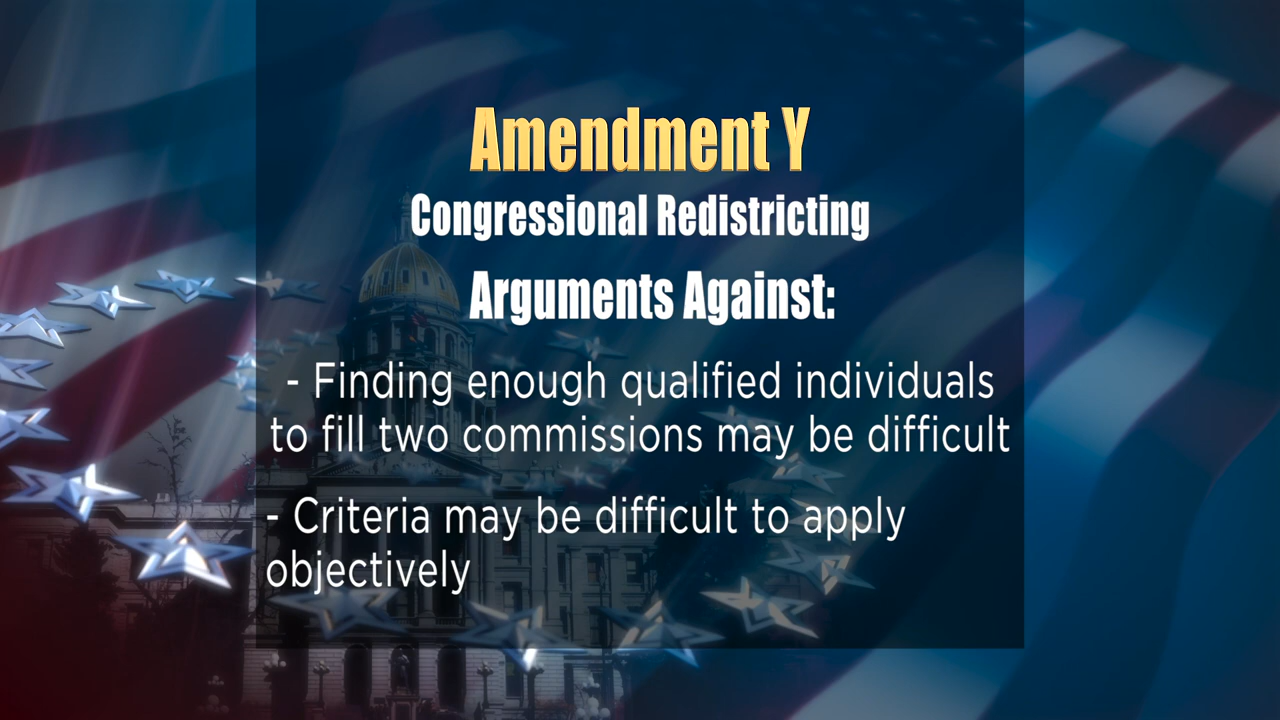 Amendment Y
Congressional Redistricting
Arguments Against:
- Finding enough qualified individuals
to fill two commissions may be difficult
- Criteria may be difficult to apply
objectively